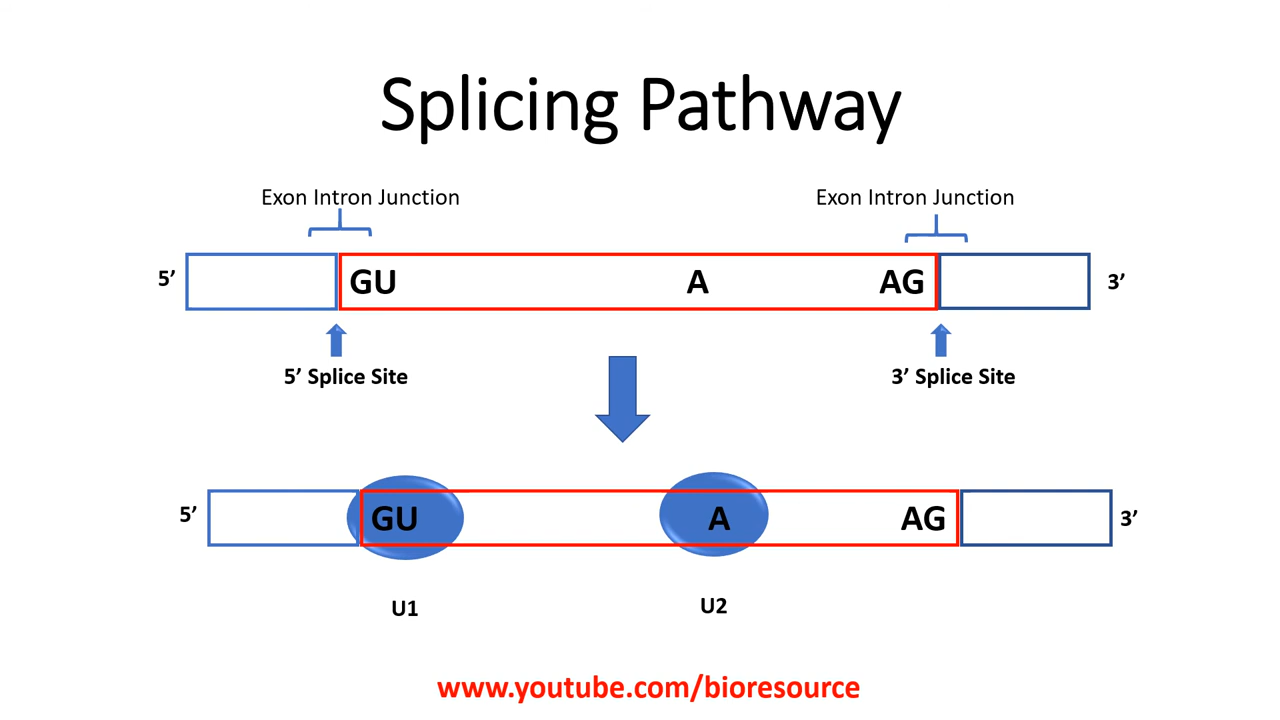 Splicing Pathway
Exon Intron Junction
Exon Intron Junction
5’
GU
A
AG
3’
5’ Splice Site
3’ Splice Site
5’
GU
A
AG
3’
U1
U2
www.youtube.com/bioresource